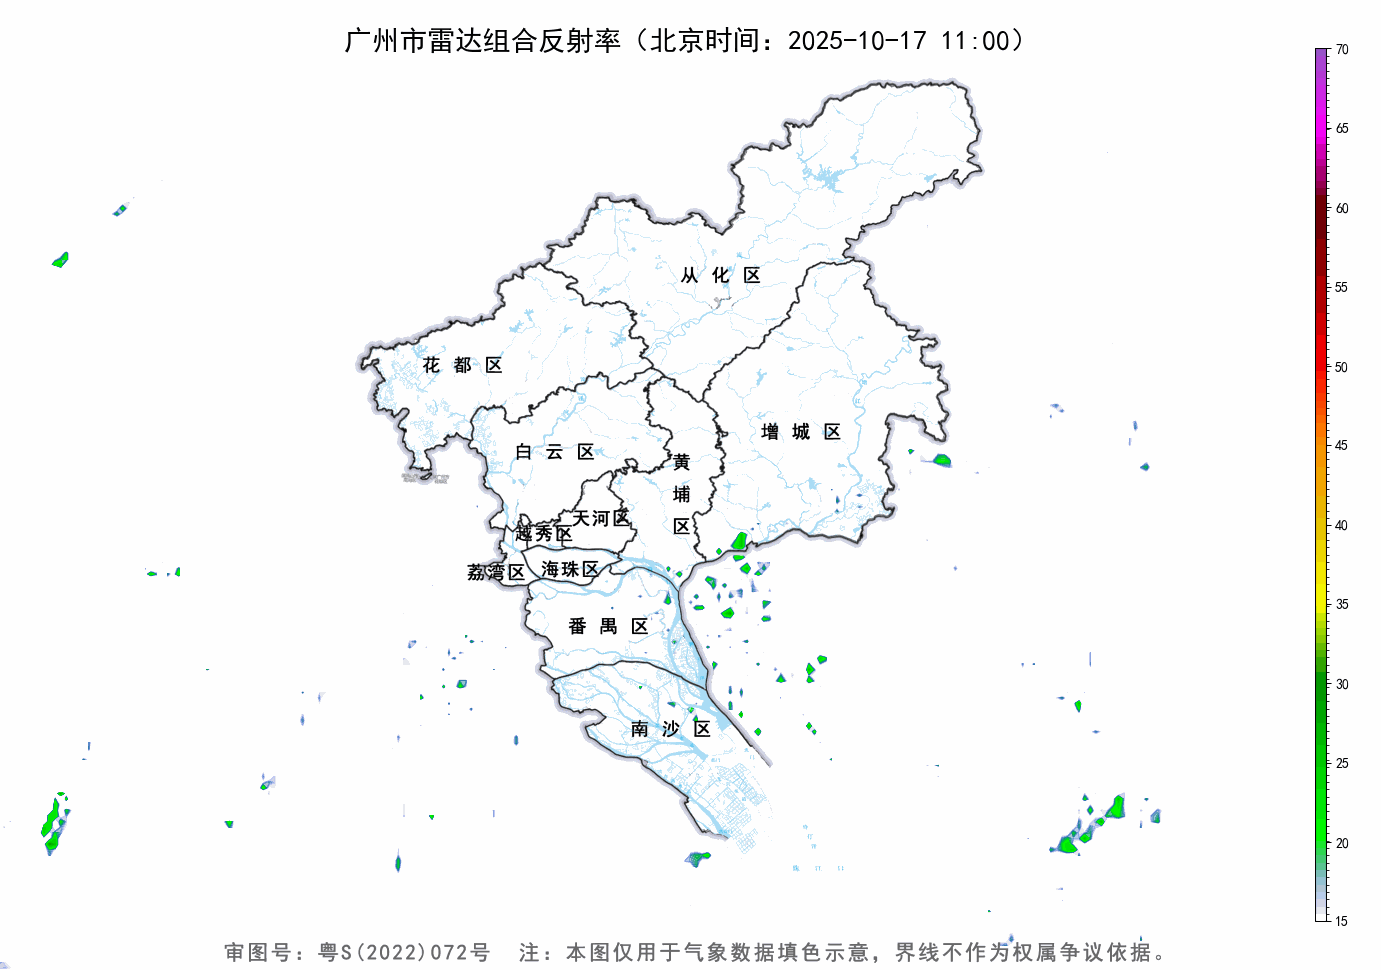 广州市雷达组合反射率（北京时间：2025-10-17 11:00）
70
65
60
55
50
45
40
35
30
25
20
15
从化区
花都区
增城区
白云区
黄埔区
天河区
越秀区
荔湾区
海珠区
番禺区
南沙区
审图号：粤S(2022)072号 注：本图仅用于气象数据填色示意，界线不作为权属争议依据。